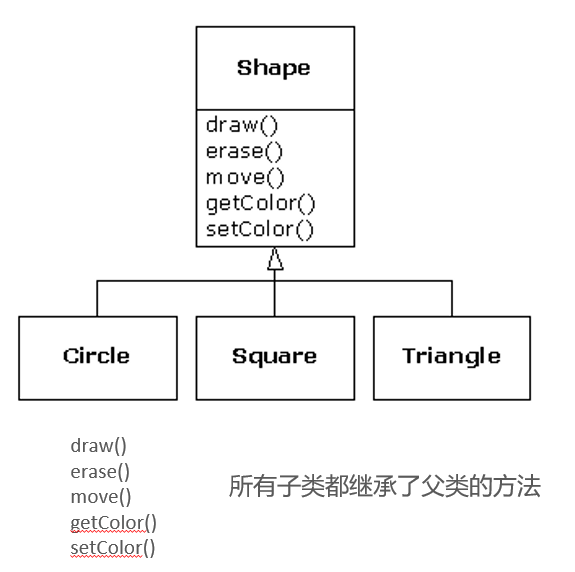 Shape
draw()
erase()
move()
getColor()
setColor()
Circle
Square
Triangle
draw()
erase()
move()
getColor()
setColor()
所有子类都继承了父类的方法